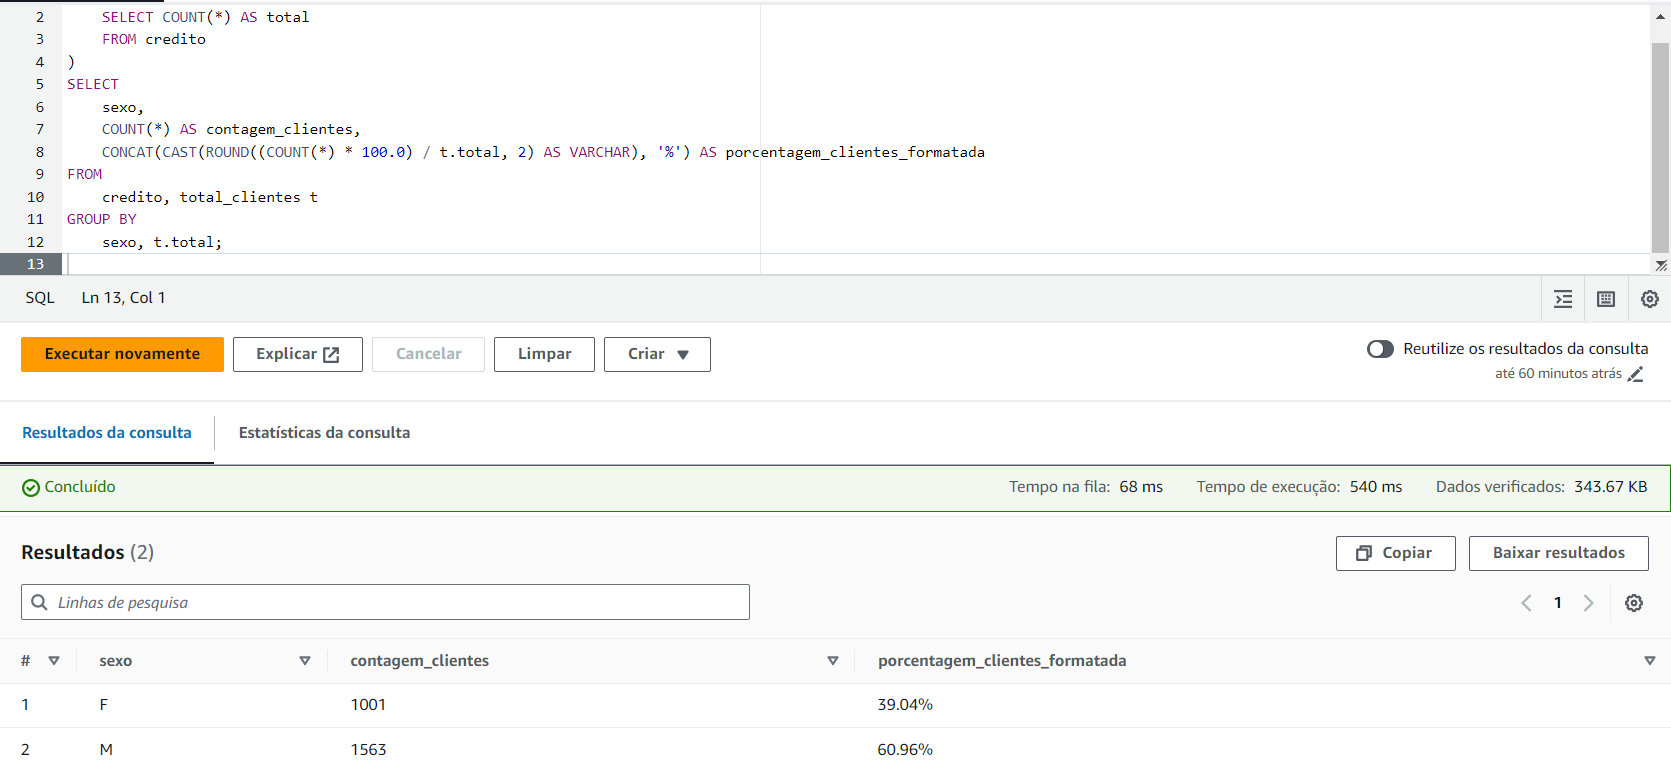 2 SELECT COUNT(*) AS total
3 FROM credito
4 )
5 SELECT
6 sexo,
7 COUNT(*) AS contagem_clientes,
8 CONCAT(CAST(ROUND((COUNT(*) * 100.0) / t.total, 2) AS VARCHAR), '%') AS porcentagem_clientes_formatada
9 FROM
10 credito, total_clientes t
11 GROUP BY
12 sexo, t.total;
13
SQL Ln 13, Col 1
Executar novamente Explicar Cancelar Limpar Criar Reutilize os resultados da consulta
até 60 minutos atrás
Resultados da consulta Estatísticas da consulta
Concluído Tempo na fila: 68 ms Tempo de execução: 540 ms Dados verificados: 343.67 KB
Resultados (2) Copiar Baixar resultados
Linhas de pesquisa 1
# sexo contagem_clientes porcentagem_clientes_formatada
1 F 1001 39.04%
2 M 1563 60.96%